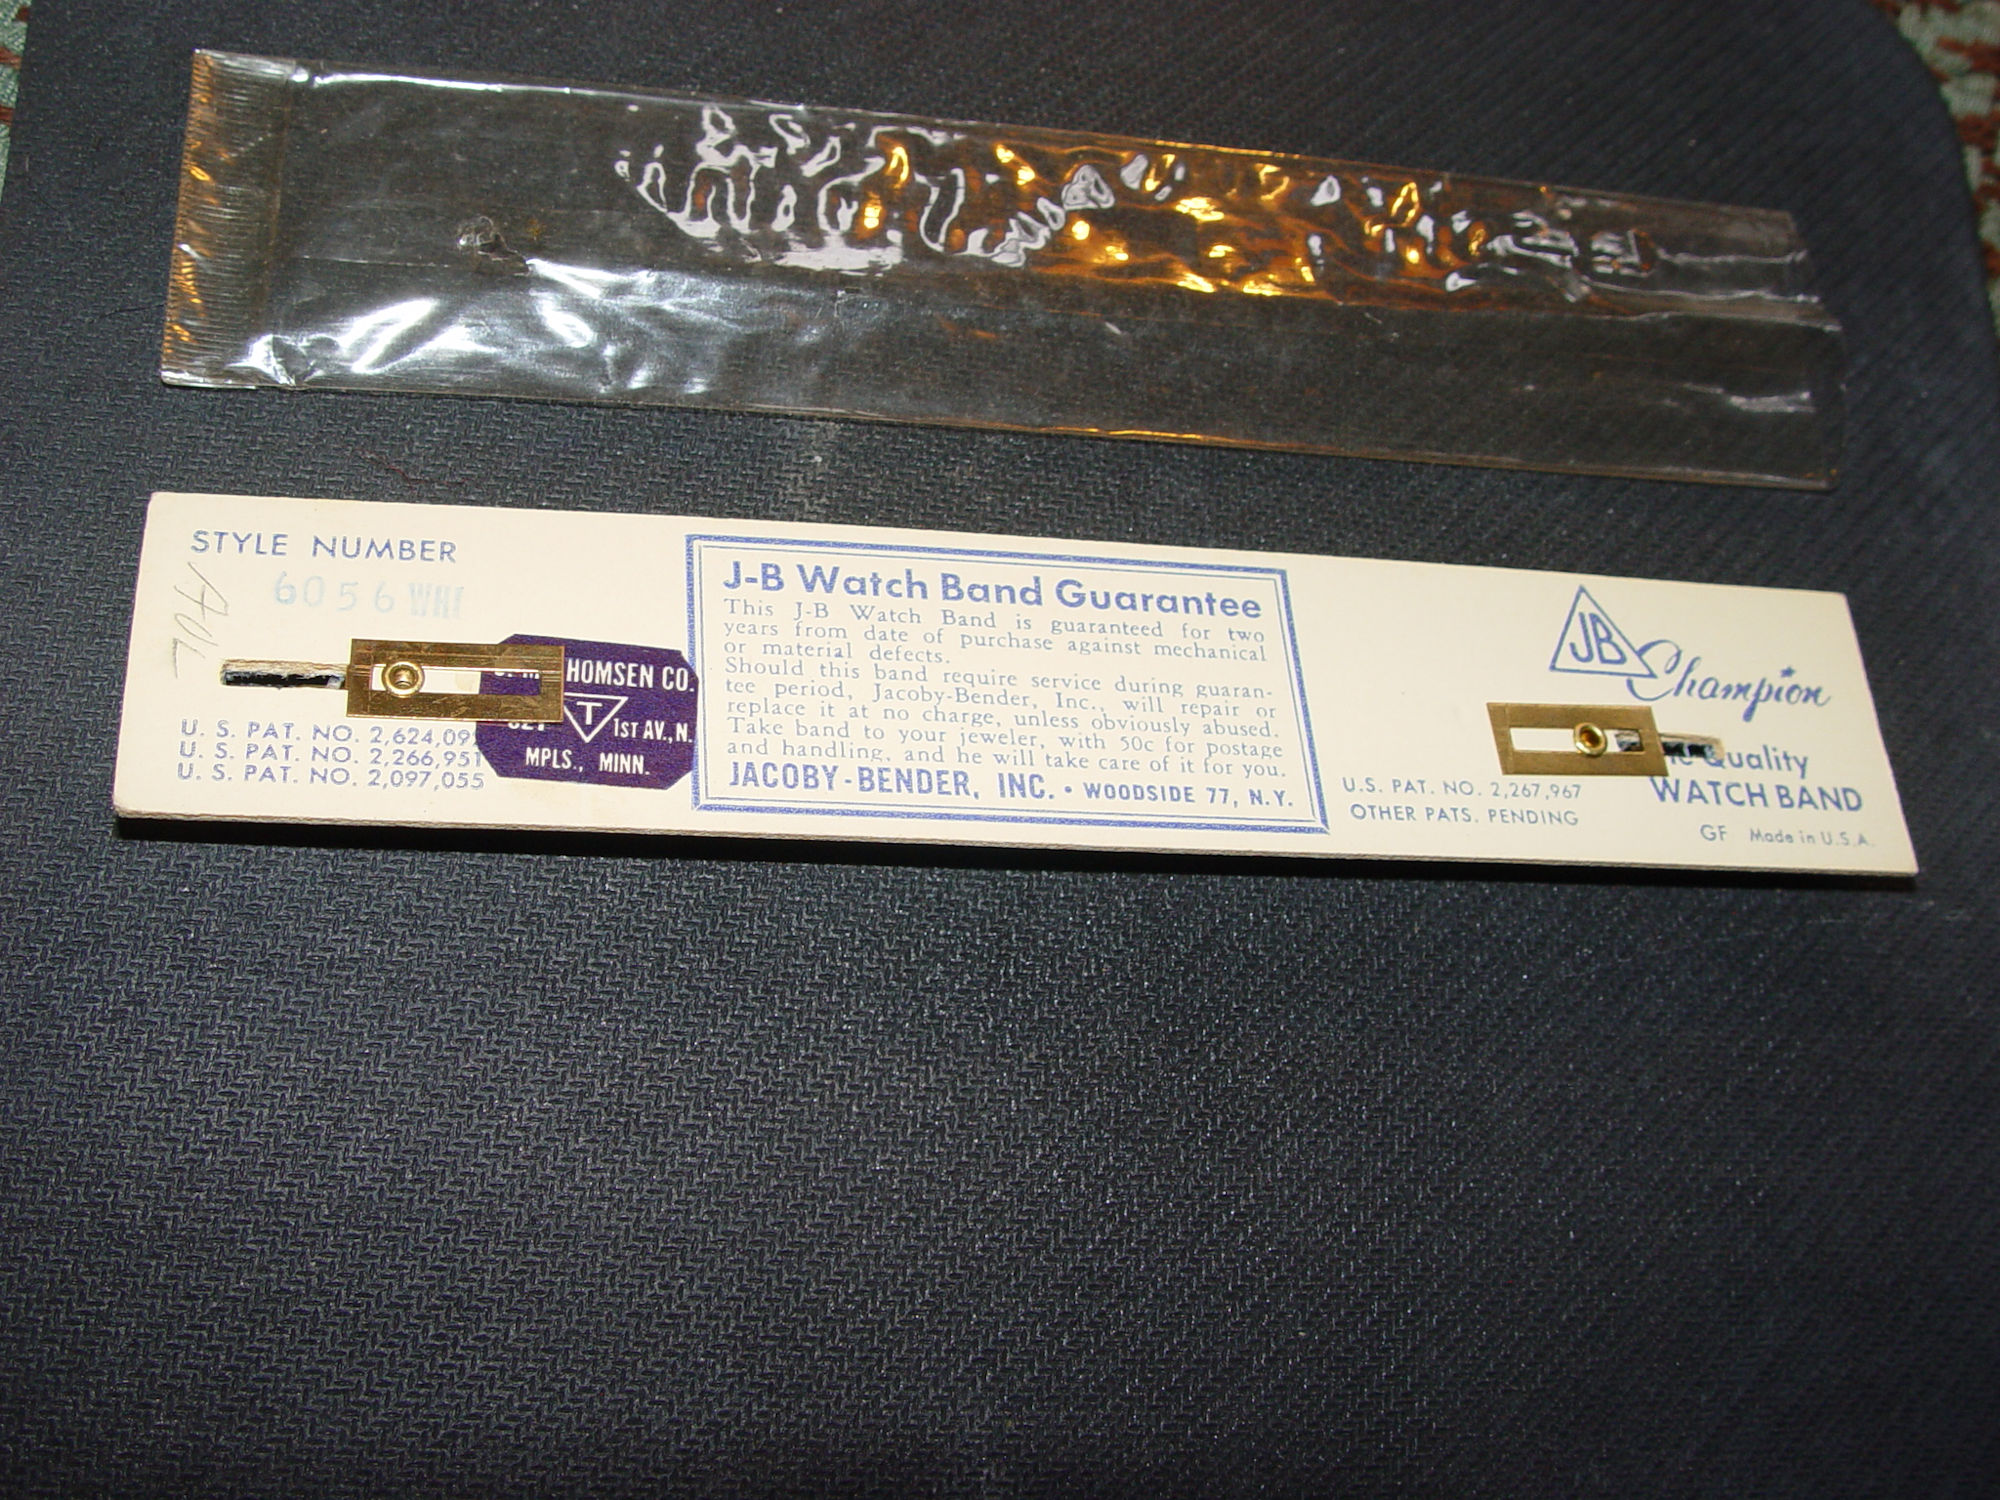 STYLE NUMBER
6056 WHI
U. S. PAT. NO. 2,624,09
U. S. PAT. NO. 2,266,951
U. S. PAT. NO. 2,097,055
HOMSEN CO.
T
1ST AV., N.
MPLS., MINN.
J-B Watch Band Guarantee
This J-B Watch Band is guaranteed for two
years from date of purchase against mechanical
or material defects.
Should this band require service during guaran-
tee period, Jacoby-Bender, Inc., will repair or
replace it at no charge, unless obviously abused.
Take band to your jeweler, with 50c for postage
and handling, and he will take care of it for you.
JACOBY-BENDER, INC. • WOODSIDE 77, N.Y.
JB
Champion
Quality
WATCH BAND
U.S. PAT. NO. 2,267,967
OTHER PATS. PENDING
GF Made in U.S.A.